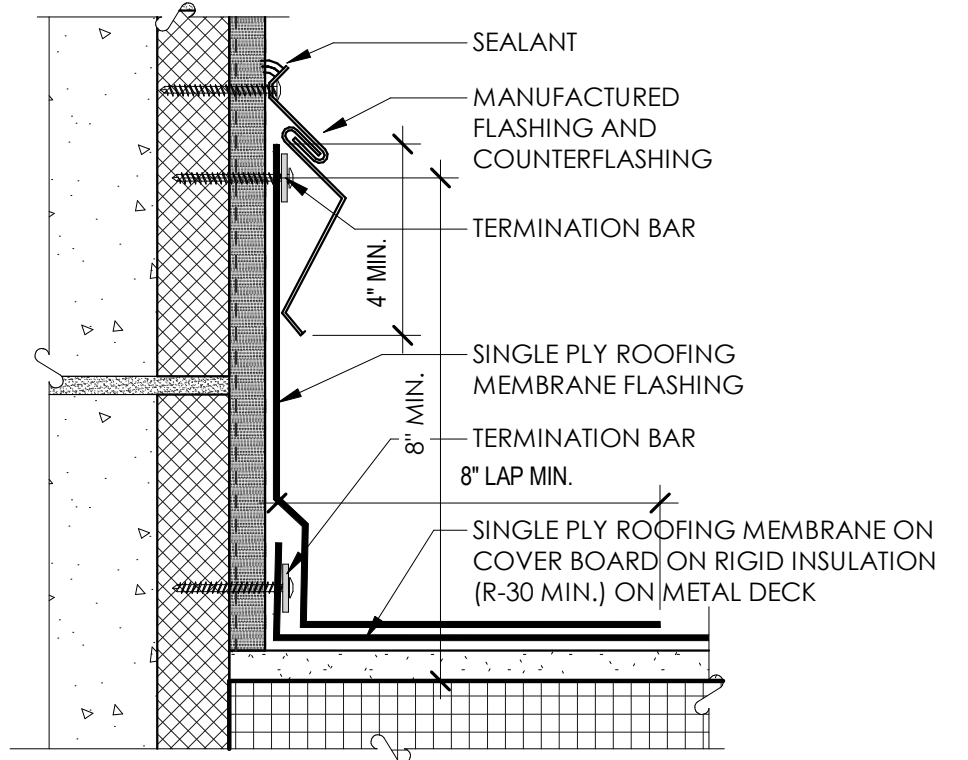 SEALANT
MANUFACTURED
FLASHING AND
COUNTERFLASHING
TERMINATION BAR
4" MIN.
SINGLE PLY ROOFING
MEMBRANE FLASHING
8" MIN.
TERMINATION BAR
8" LAP MIN.
SINGLE PLY ROOFING MEMBRANE ON
COVER BOARD ON RIGID INSULATION
(R-30 MIN.) ON METAL DECK